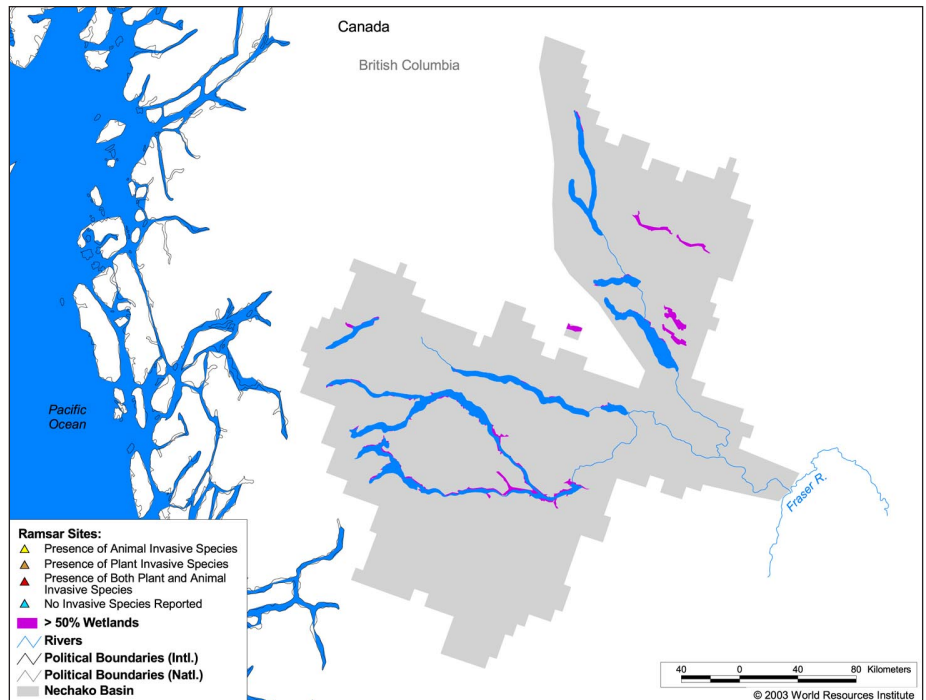 Canada
British Columbia
Pacific
Ocean
Fraser R.
Ramsar Sites:
Presence of Animal Invasive Species
Presence of Plant Invasive Species
Presence of Both Plant and Animal
Invasive Species
No Invasive Species Reported
> 50% Wetlands
Rivers
Political Boundaries (Intl.)
Political Boundaries (Natl.)
Nechako Basin
40 0 40 80 Kilometers
© 2003 World Resources Institute